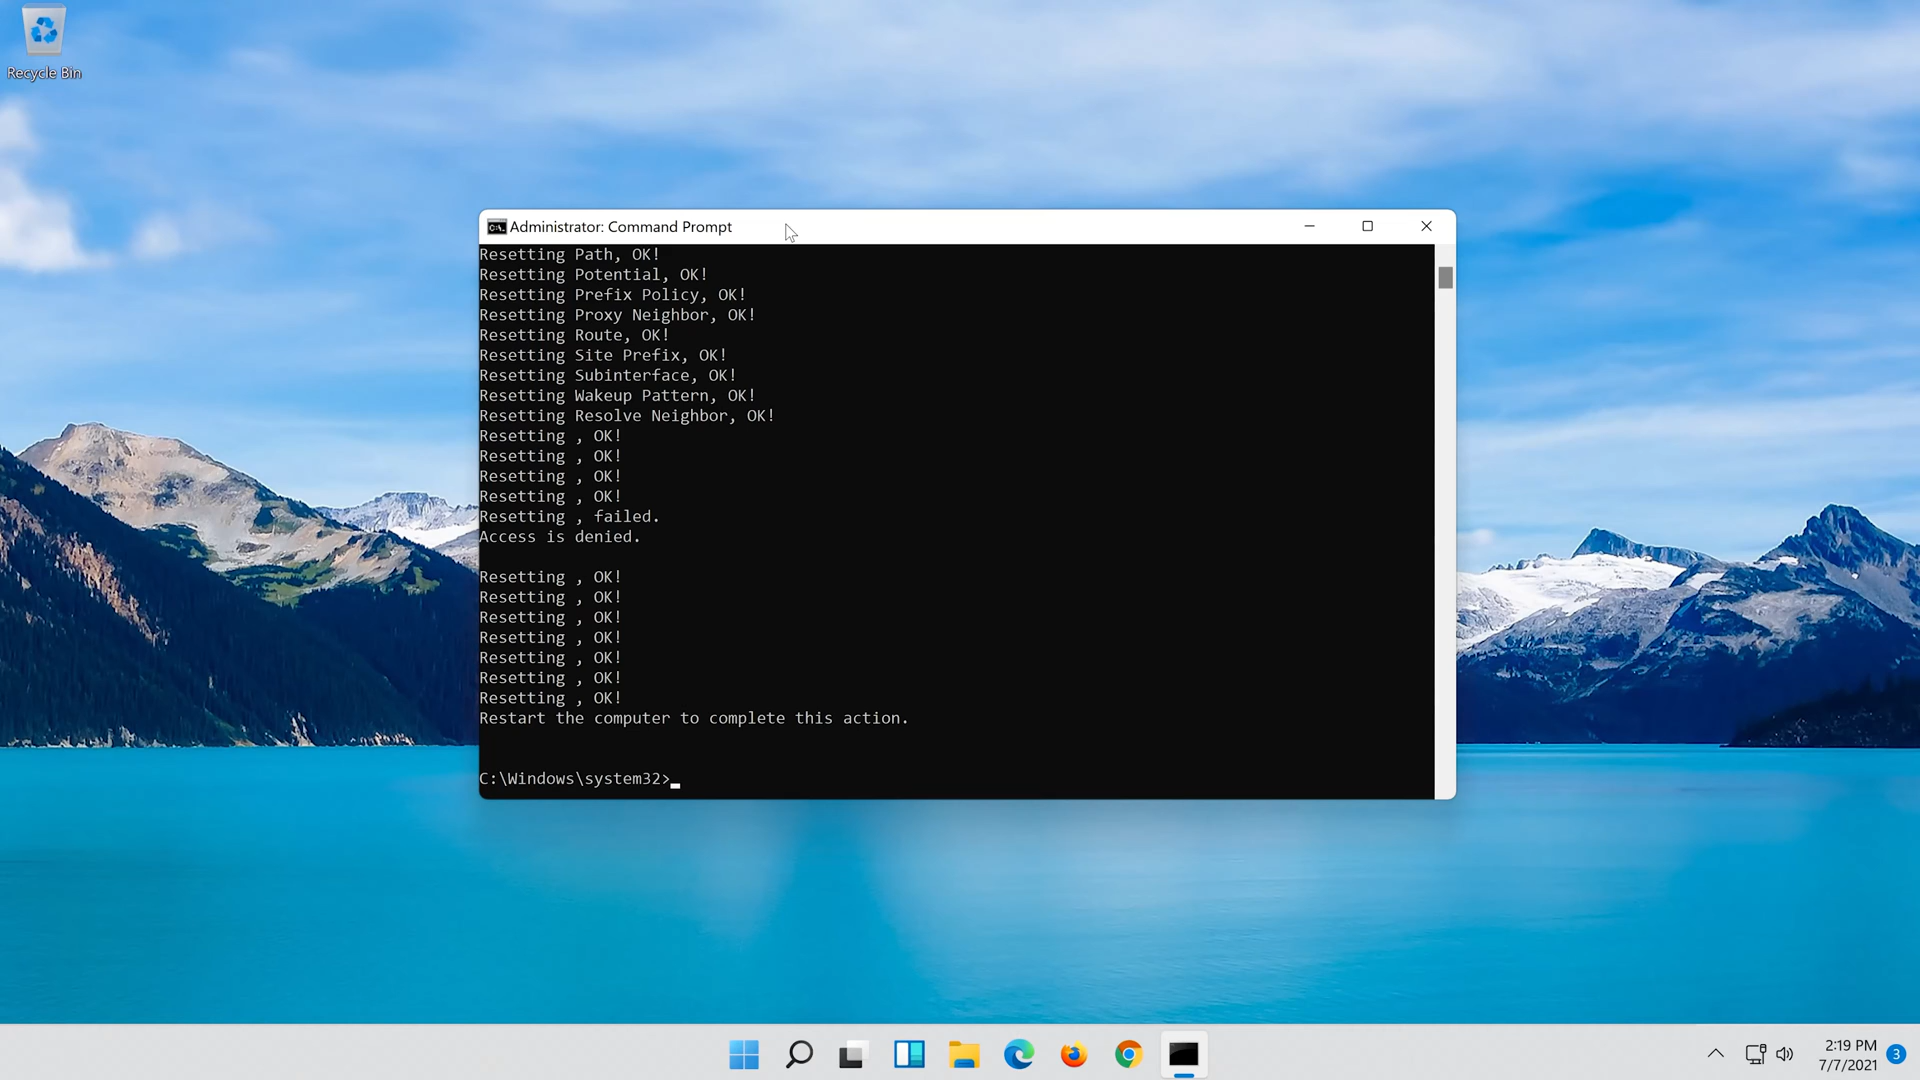 Recycle Bin
Administrator: Command Prompt
Resetting Path, OK!
Resetting Potential, OK!
Resetting Prefix Policy, OK!
Resetting Proxy Neighbor, OK!
Resetting Route, OK!
Resetting Site Prefix, OK!
Resetting Subinterface, OK!
Resetting Wakeup Pattern, OK!
Resetting Resolve Neighbor, OK!
Resetting , OK!
Resetting , OK!
Resetting , OK!
Resetting , OK!
Resetting , failed.
Access is denied.
Resetting , OK!
Resetting , OK!
Resetting , OK!
Resetting , OK!
Resetting , OK!
Resetting , OK!
Resetting , OK!
Restart the computer to complete this action.
C:\Windows\system32>
2:19 PM
7/7/2021
3